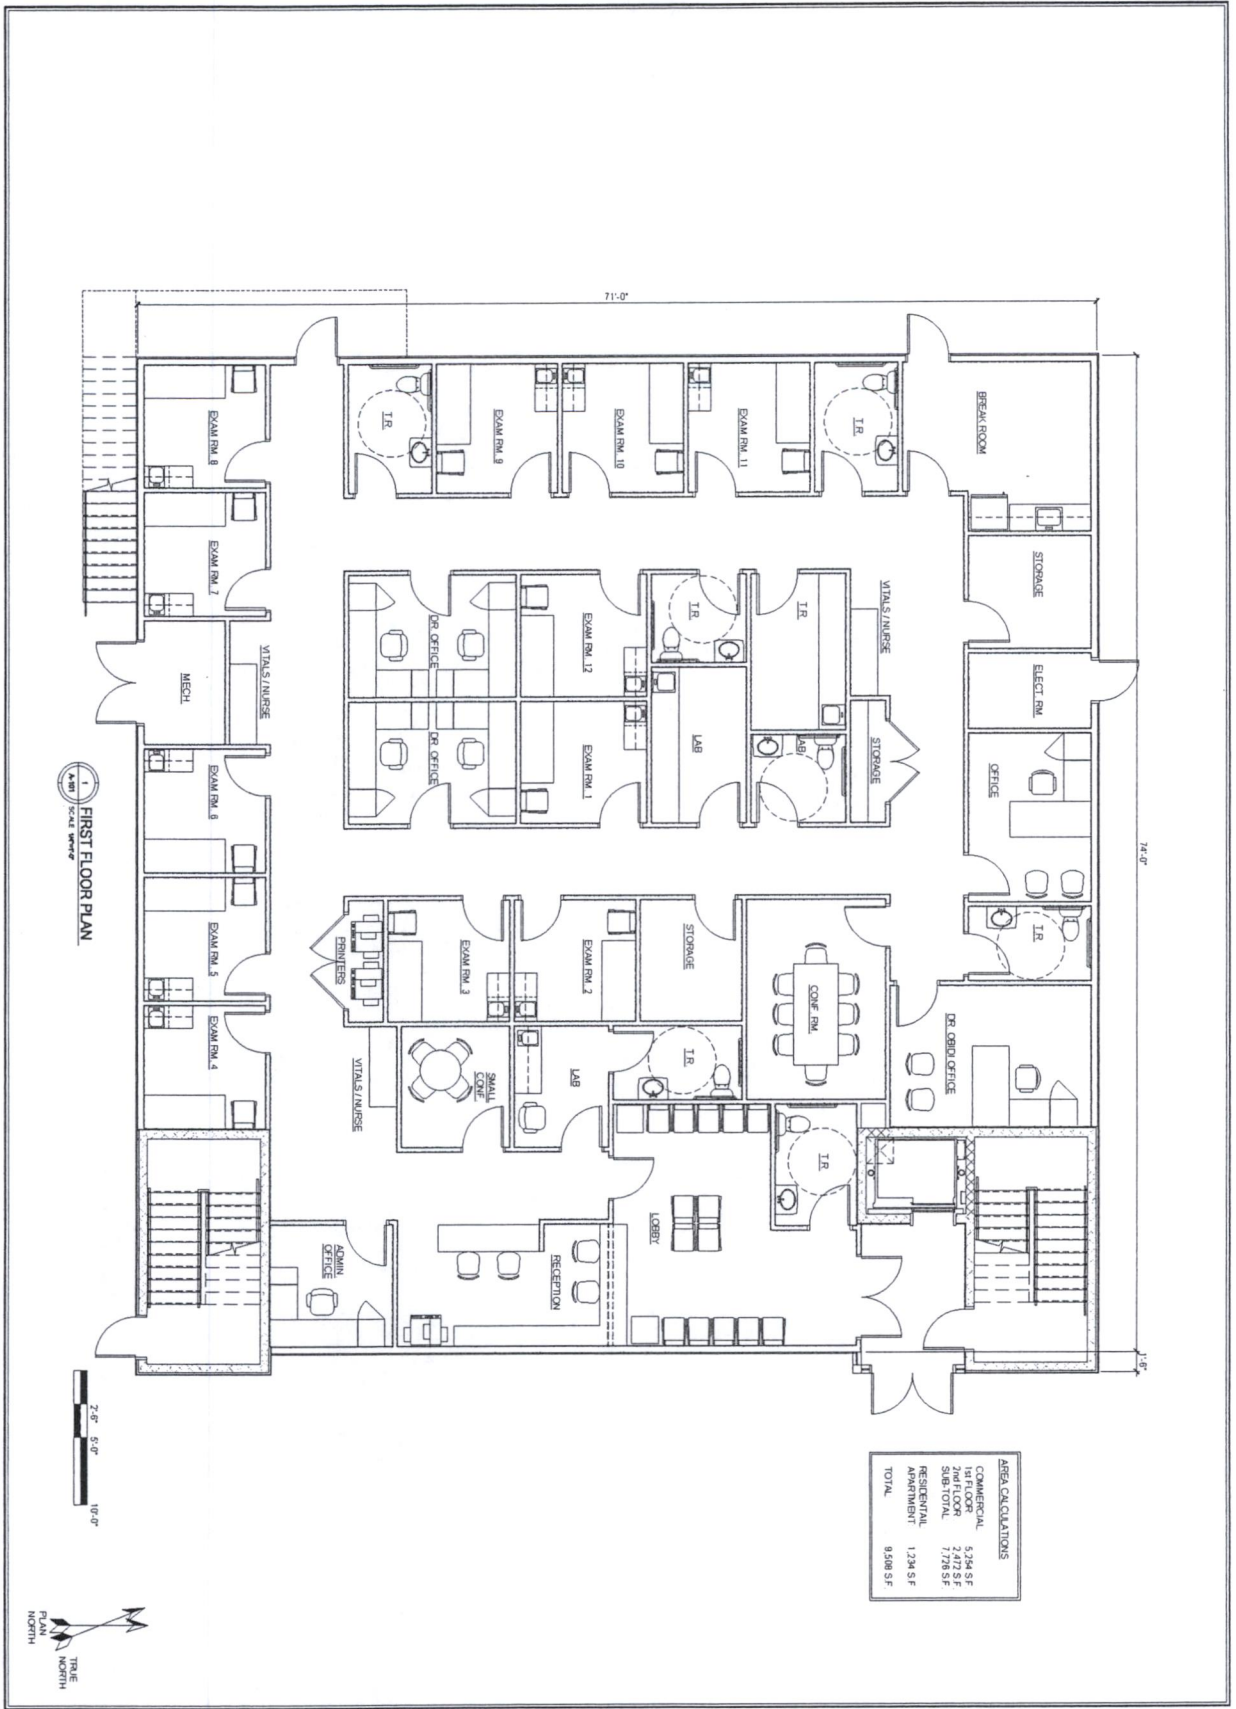 71'-0"
74'-0"
1'-6"
EXAM RM. 8
T.R
EXAM RM. 9
EXAM RM. 10
EXAM RM. 11
T.R
BREAK ROOM
EXAM RM. 7
DR. OFFICE
EXAM RM. 12
T.R
T.R
VITALS / NURSE
STORAGE
MECH
VITALS / NURSE
ELECT. RM
DR. OFFICE
EXAM RM. 1
LAB
LAB
STORAGE
OFFICE
EXAM RM. 6
EXAM RM. 5
PRINTERS
EXAM RM. 3
EXAM RM. 2
STORAGE
CONF RM
T.R
EXAM RM. 4
VITALS / NURSE
SMALL
CONF.
LAB
T.R
DR. OBIDI OFFICE
T.R
LOBBY
ADMIN
OFFICE
RECEPTION
1
A-101
FIRST FLOOR PLAN
2'-6" 5'-0" 10'-0"
AREA CALCULATIONS
COMMERCIAL
1st FLOOR 5,254 S.F
2nd FLOOR 2,472 S.F.
SUB-TOTAL 7,726 S.F
RESIDENTAIL
APARTMENT 1,234 S.F
TOTAL 9,508 S.F.
PLAN
NORTH
TRUE
NORTH